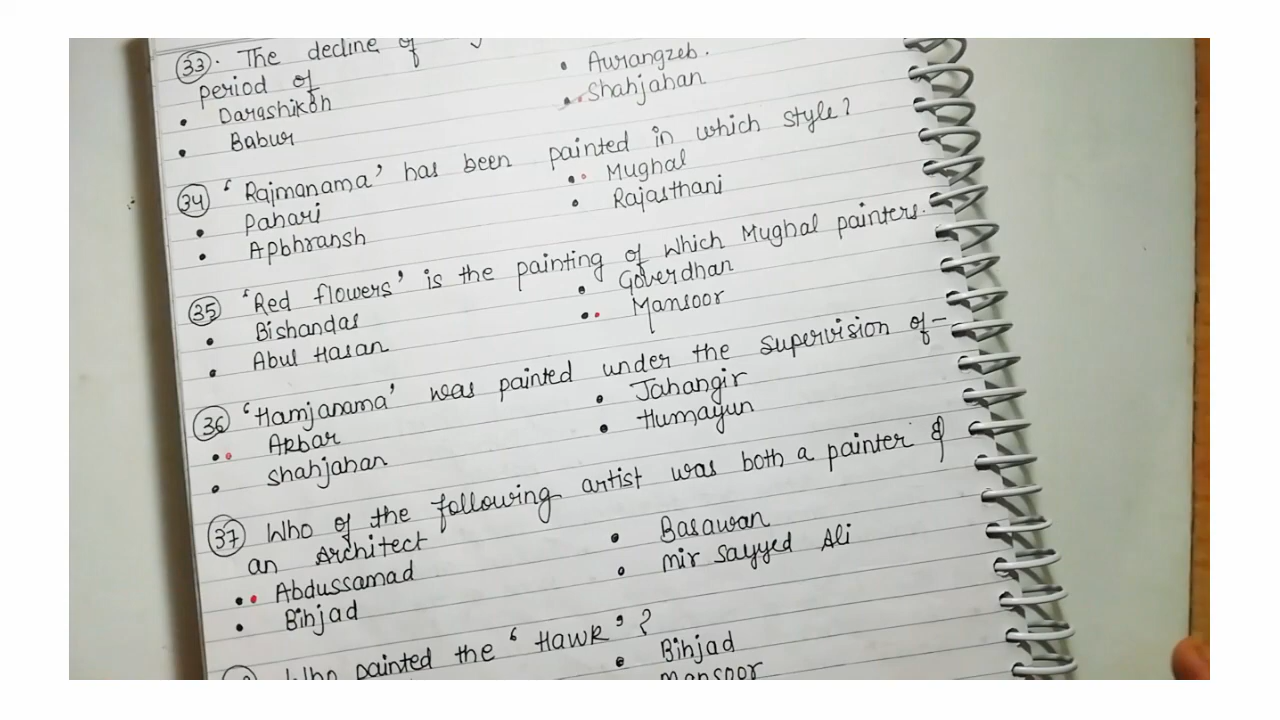 33. The decline of
period of
• Darashikoh
• Babur
• Aurangzeb.
• Shahjahan
34 'Rajmanama' has been painted in which style?
• Pahari
• Apbhransh
• Mughal
• Rajasthani
35 'Red flowers' is the painting of which Mughal painters.
• Bishandas
• Abul Hasan
• Goverdhan
• Mansoor
36 'Hamjanama' was painted under the supervision of-
• Akbar
• Shahjahan
• Jahangir
• Humayun
37 Who of the following artist was both a painter &
an Architect
• Abdussamad
• Bihjad
• Basawan
• Mir Sayyed Ali
Who painted the 'Hawk'?
• Bihjad
Mansoor